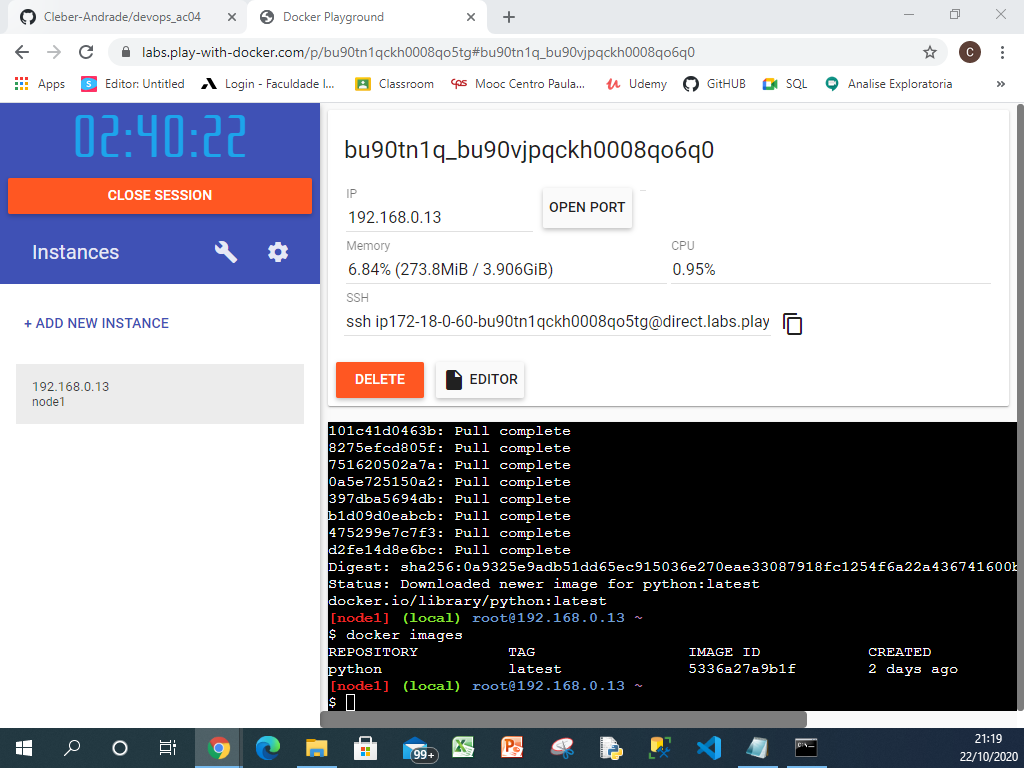 Cleber-Andrade/devops_ac04
Docker Playground
labs.play-with-docker.com/p/bu90tn1qckh0008qo5tg#bu90tn1q_bu90vjpqckh0008qo6q0
C
Apps
Editor: Untitled
Login - Faculdade I...
Classroom
cps Mooc Centro Paula...
Udemy
GitHUB
SQL
Analise Exploratoria
»
02:40:22
CLOSE SESSION
Instances
+ ADD NEW INSTANCE
192.168.0.13
node1
bu90tn1q_bu90vjpqckh0008qo6q0
IP
192.168.0.13
OPEN PORT
Memory
6.84% (273.8MiB / 3.906GiB)
CPU
0.95%
SSH
ssh ip172-18-0-60-bu90tn1qckh0008qo5tg@direct.labs.play
DELETE
EDITOR
101c41d0463b: Pull complete
8275efcd805f: Pull complete
751620502a7a: Pull complete
0a5e725150a2: Pull complete
397dba5694db: Pull complete
b1d09d0eabcb: Pull complete
475299e7c7f3: Pull complete
d2fe14d8e6bc: Pull complete
Digest: sha256:0a9325e9adb51dd65ec915036e270eae33087918fc1254f6a22a436741600b
Status: Downloaded newer image for python:latest
docker.io/library/python:latest
[node1] (local) root@192.168.0.13 ~
$ docker images
REPOSITORY TAG IMAGE ID CREATED
python latest 5336a27a9b1f 2 days ago
[node1] (local) root@192.168.0.13 ~
$
99+
21:19
22/10/2020